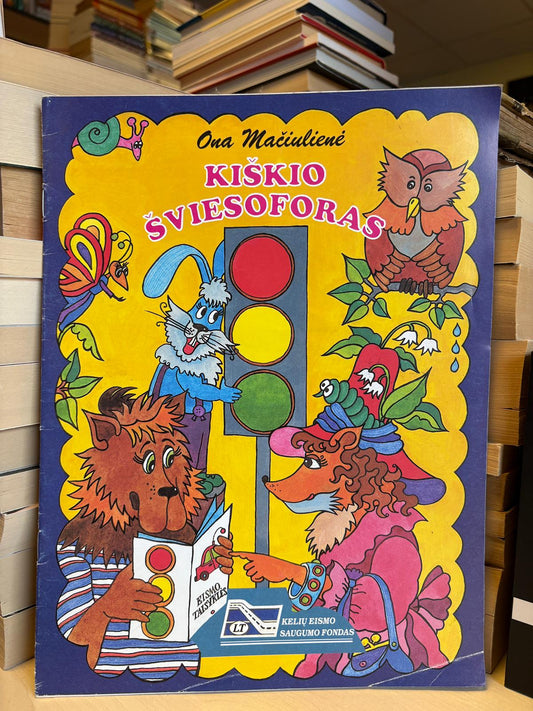 Ona Mačiulienė
KIŠKIO
ŠVIESOFORAS
EISMO
TAISYKLĖS
LT
KELIŲ EISMO
SAUGUMO FONDAS